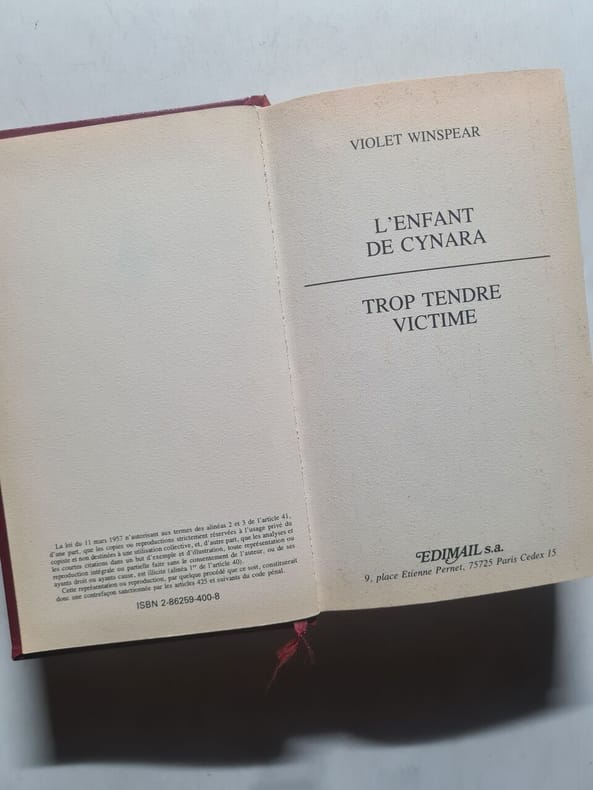 La loi du 11 mars 1957 n'autorisant aux termes des alinéas 2 et 3 de l'article 41,
d'une part, que les copies ou reproductions strictement réservées à l'usage privé du
copiste et non destinées à une utilisation collective, et, d'autre part, que les analyses et
les courtes citations dans un but d'exemple et d'illustration, toute représentation ou
reproduction intégrale ou partielle faite sans le consentement de l'auteur, ou de ses
ayants droit ou ayants cause, est illicite (alinéa 1er de l'article 40).
Cette représentation ou reproduction, par quelque procédé que ce soit, constituerait
donc une contrefaçon sanctionnée par les articles 425 et suivants du code pénal.
ISBN 2-86259-400-8
VIOLET WINSPEAR
L'ENFANT
DE CYNARA
TROP TENDRE
VICTIME
EDIMAIL s.a.
9, place Etienne Pernet, 75725 Paris Cedex 15